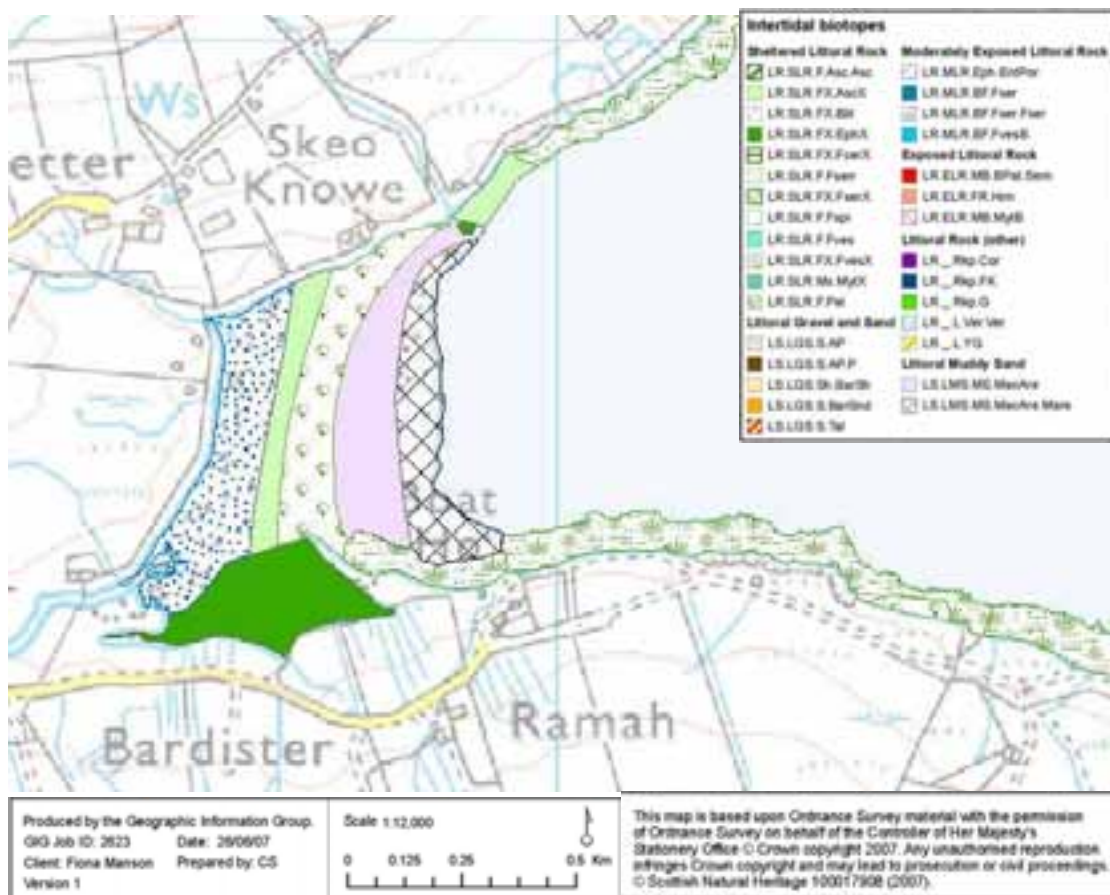 Ws
Skeo
Knowe
etter
at
Ramah
Bardister
Intertidal biotopes
Sheltered Littoral Rock
LR.SLR.F.Asc.Asc
LR.SLR.FX.AscX
LR.SLR.FX.Blit
LR.SLR.FX.EphX
LR.SLR.FX.FcerX
LR.SLR.F.Fserr
LR.SLR.FX.FserX
LR.SLR.F.Fspi
LR.SLR.F.Fves
LR.SLR.FX.FvesX
LR.SLR.Mx.MytX
LR.SLR.F.Pel
Littoral Gravel and Sand
LS.LGS.S.AP
LS.LGS.S.AP.P
LS.LGS.Sh.BarSh
LS.LGS.S.BarSnd
LS.LGS.S.Tal
Moderately Exposed Littoral Rock
LR.MLR.Eph.EntPor
LR.MLR.BF.Fser
LR.MLR.BF.Fser.Fser
LR.MLR.BF.FvesB
Exposed Littoral Rock
LR.ELR.MB.BPat.Sem
LR.ELR.FR.Him
LR.ELR.MB.MytB
Littoral Rock (other)
LR__Rkp.Cor
LR__Rkp.FK
LR__Rkp.G
LR__L.Ver.Ver
LR__L.YG
Littoral Muddy Sand
LS.LMS.MS.MacAre
LS.LMS.MS.MacAre.Mare
Produced by the Geographic Information Group.
GIG Job ID: 2623 Date: 26/06/07
Client: Fiona Manson Prepared by: CS
Version 1
Scale 1:12,000
0 0.125 0.25 0.5 Km
This map is based upon Ordnance Survey material with the permission
of Ordnance Survey on behalf of the Controller of Her Majesty's
Stationery Office © Crown copyright 2007. Any unauthorised reproduction
infringes Crown copyright and may lead to prosecution or civil proceedings.
© Scottish Natural Heritage 100017908 (2007).